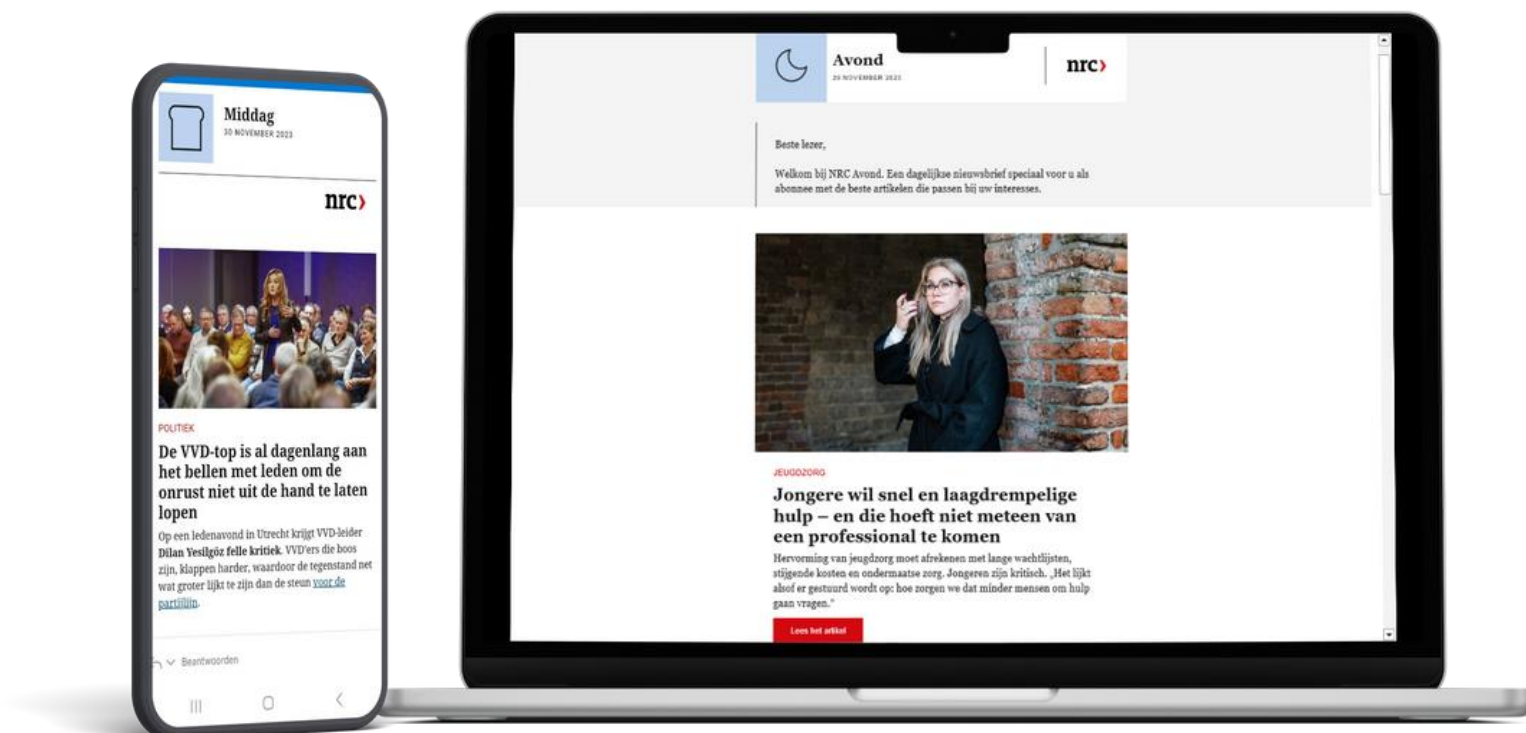 Middag
30 NOVEMBER 2023
nrc
POLITIEK
De VVD-top is al dagenlang aan
het bellen met leden om de
onrust niet uit de hand te laten
lopen
Op een ledenavond in Utrecht krijgt VVD-leider
Dilan Yesilgöz felle kritiek. VVD'ers die boos
zijn, klappen harder, waardoor de tegenstand net
wat groter lijkt te zijn dan de steun voor de
partijlijn.
Beantwoorden
Avond
29 NOVEMBER 2023
nrc
Beste lezer,
Welkom bij NRC Avond. Een dagelijkse nieuwsbrief speciaal voor u als
abonnee met de beste artikelen die passen bij uw interesses.
JEUGDZORG
Jongere wil snel en laagdrempelige
hulp – en die hoeft niet meteen van
een professional te komen
Hervorming van jeugdzorg moet afrekenen met lange wachtlijsten,
stijgende kosten en ondermaatse zorg. Jongeren zijn kritisch. „Het lijkt
alsof er gestuurd wordt op: hoe zorgen we dat minder mensen om hulp
gaan vragen.”
Lees het artikel